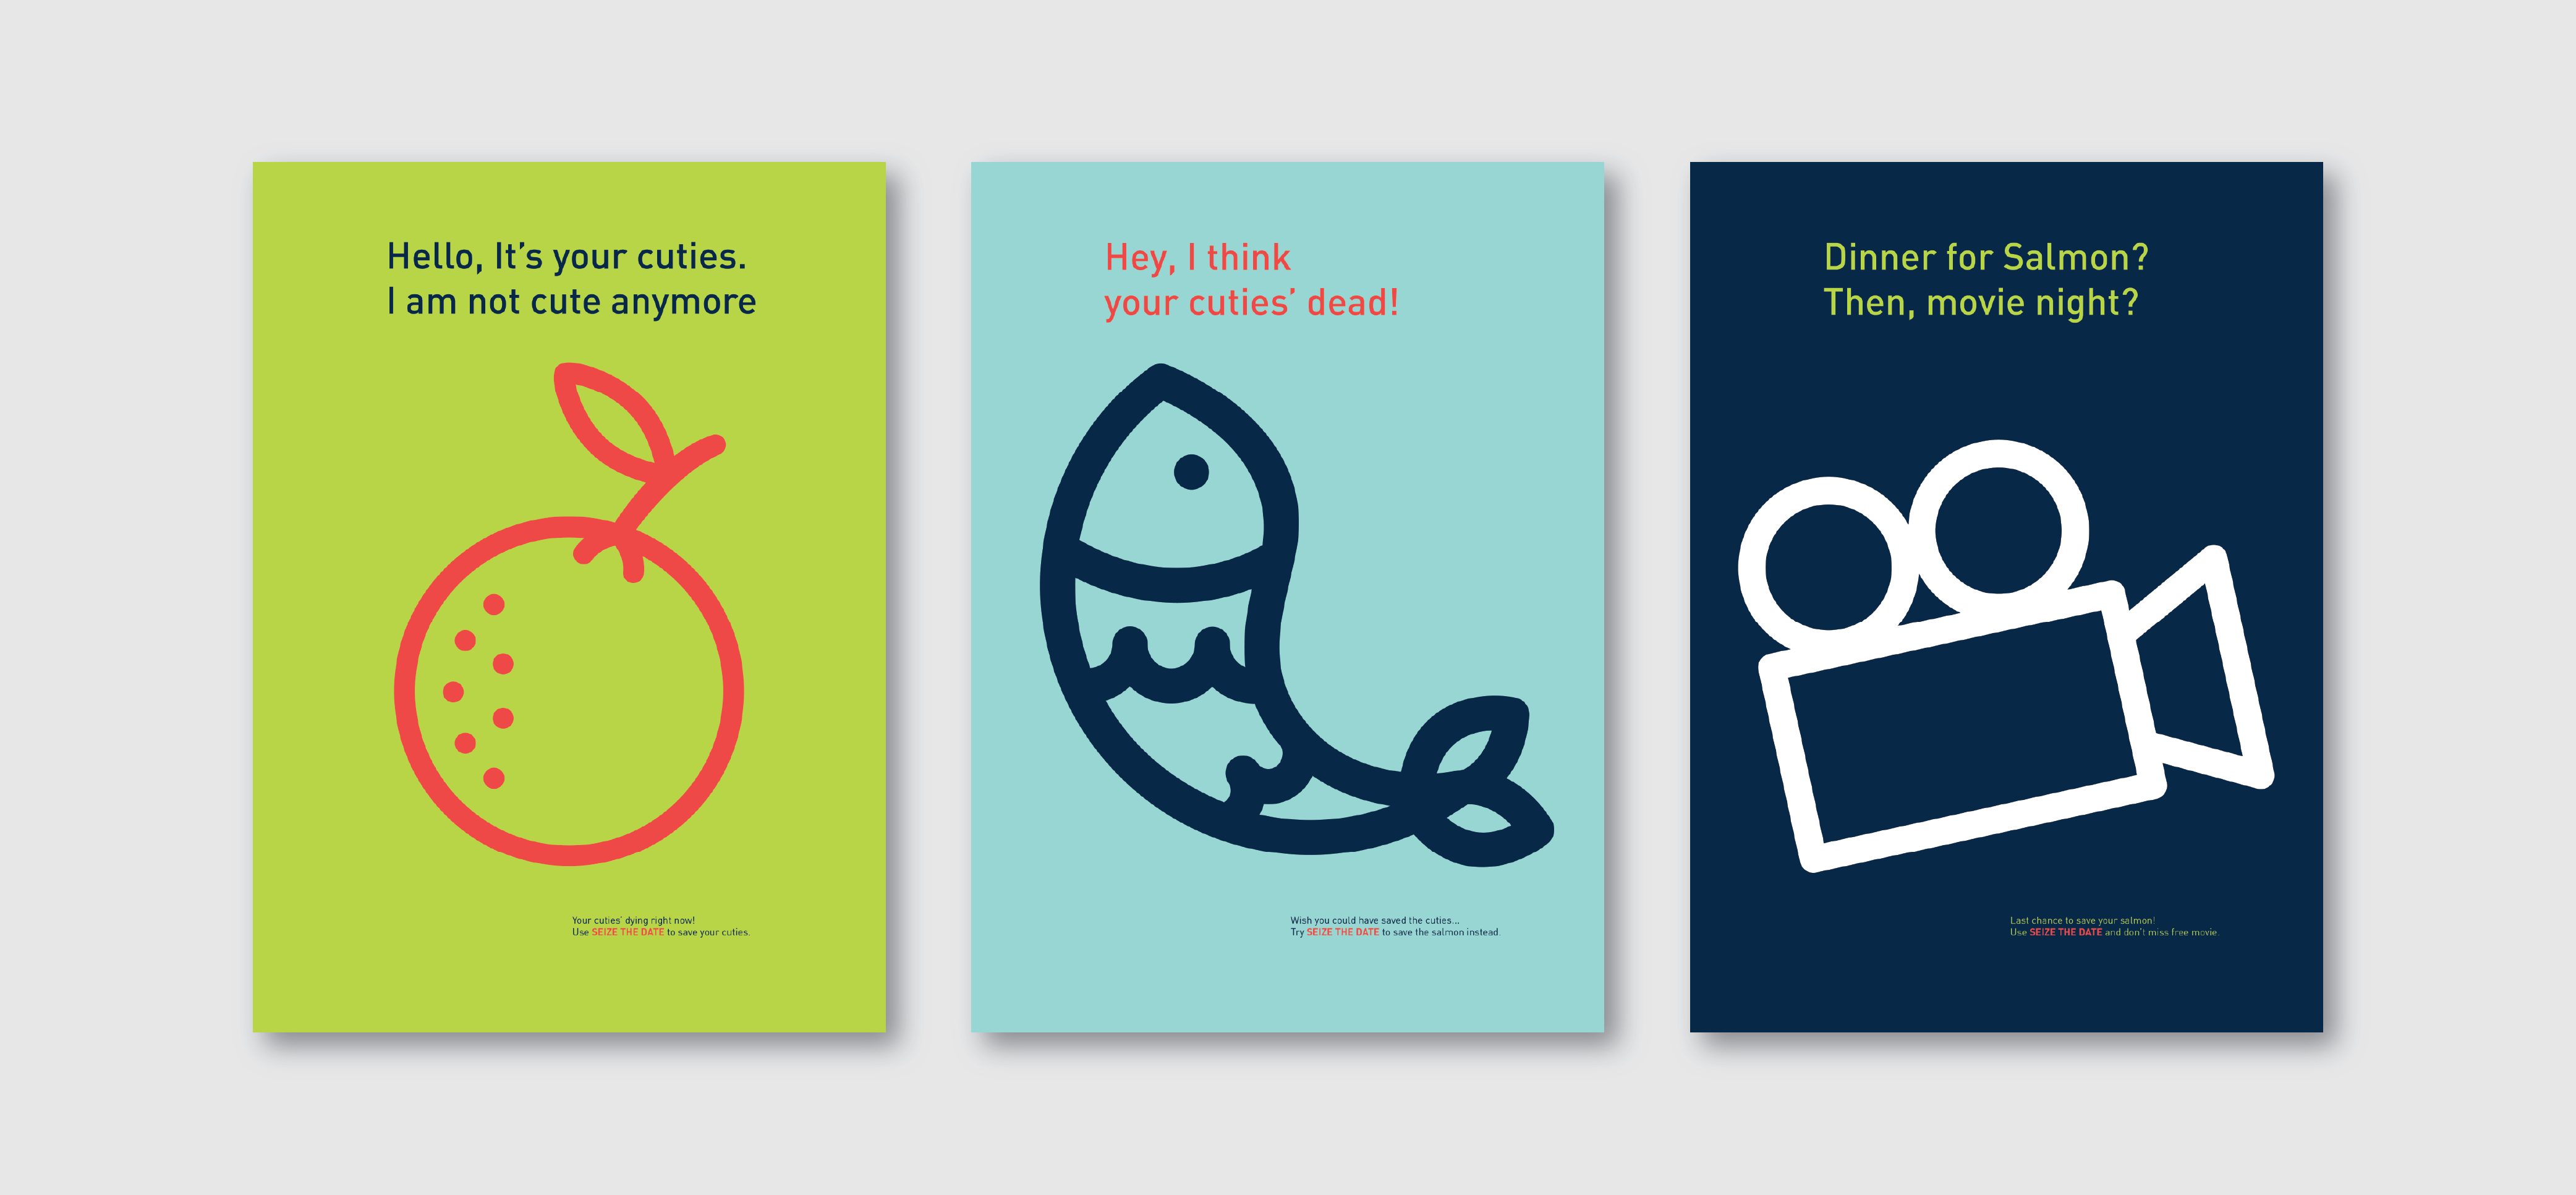 Hello, It’s your cuties.
I am not cute anymore
Your cuties’ dying right now!
Use SEIZE THE DATE to save your cuties.
Hey, I think
your cuties’ dead!
Wish you could have saved the cuties...
Try SEIZE THE DATE to save the salmon instead.
Dinner for Salmon?
Then, movie night?
Last chance to save your salmon!
Use SEIZE THE DATE and don’t miss free movie.